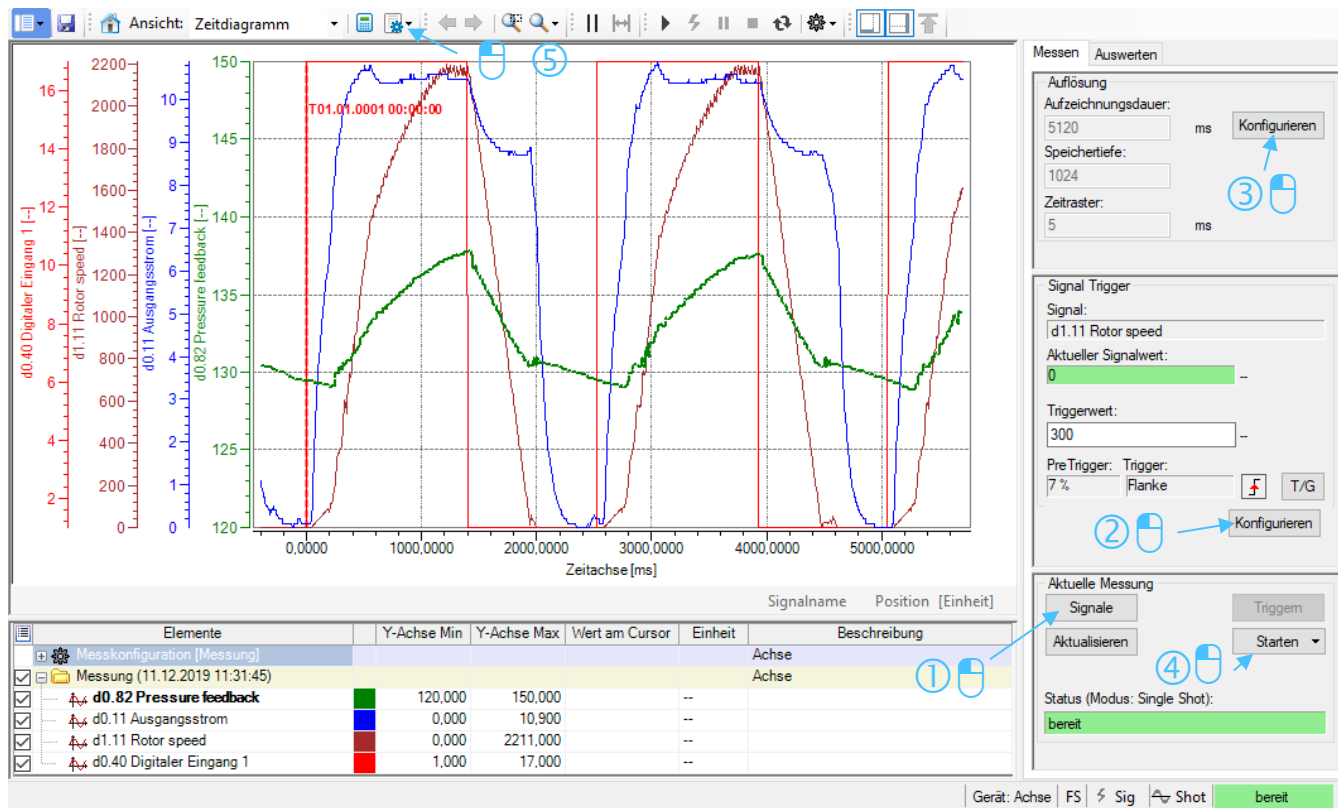 Ansicht: Zeitdiagramm
5
T01.01.0001 00:00:00
d0.40 Digitaler Eingang 1 [--]
16
14
12
10
8
6
4
2
d1.11 Rotor speed [--]
2200
2000
1800
1600
1400
1200
1000
800
600
400
200
0
d0.11 Ausgangsstrom [--]
10
9
8
7
6
5
4
3
2
1
0
d0.82 Pressure feedback [--]
150
145
140
135
130
125
120
0,0000 1000,0000 2000,0000 3000,0000 4000,0000 5000,0000
Zeitachse [ms]
Signalname Position [Einheit]
Elemente Y-Achse Min Y-Achse Max Wert am Cursor Einheit Beschreibung
Messkonfiguration [Messung] Achse
Messung (11.12.2019 11:31:45) Achse
d0.82 Pressure feedback 120,000 150,000 --
d0.11 Ausgangsstrom 0,000 10,900 --
d1.11 Rotor speed 0,000 2211,000 --
d0.40 Digitaler Eingang 1 1,000 17,000 --
Messen Auswerten
Auflösung
Aufzeichnungsdauer:
5120 ms Konfigurieren
Speichertiefe:
1024
3
Zeitraster:
5 ms
Signal Trigger
Signal:
d1.11 Rotor speed
Aktueller Signalwert:
0 --
Triggerwert:
300 --
Pre Trigger: Trigger:
7 % Flanke T/G
2 Konfigurieren
Aktuelle Messung
Signale Triggern
Aktualisieren Starten
1
4
Status (Modus: Single Shot):
bereit
Gerät: Achse FS Sig Shot bereit